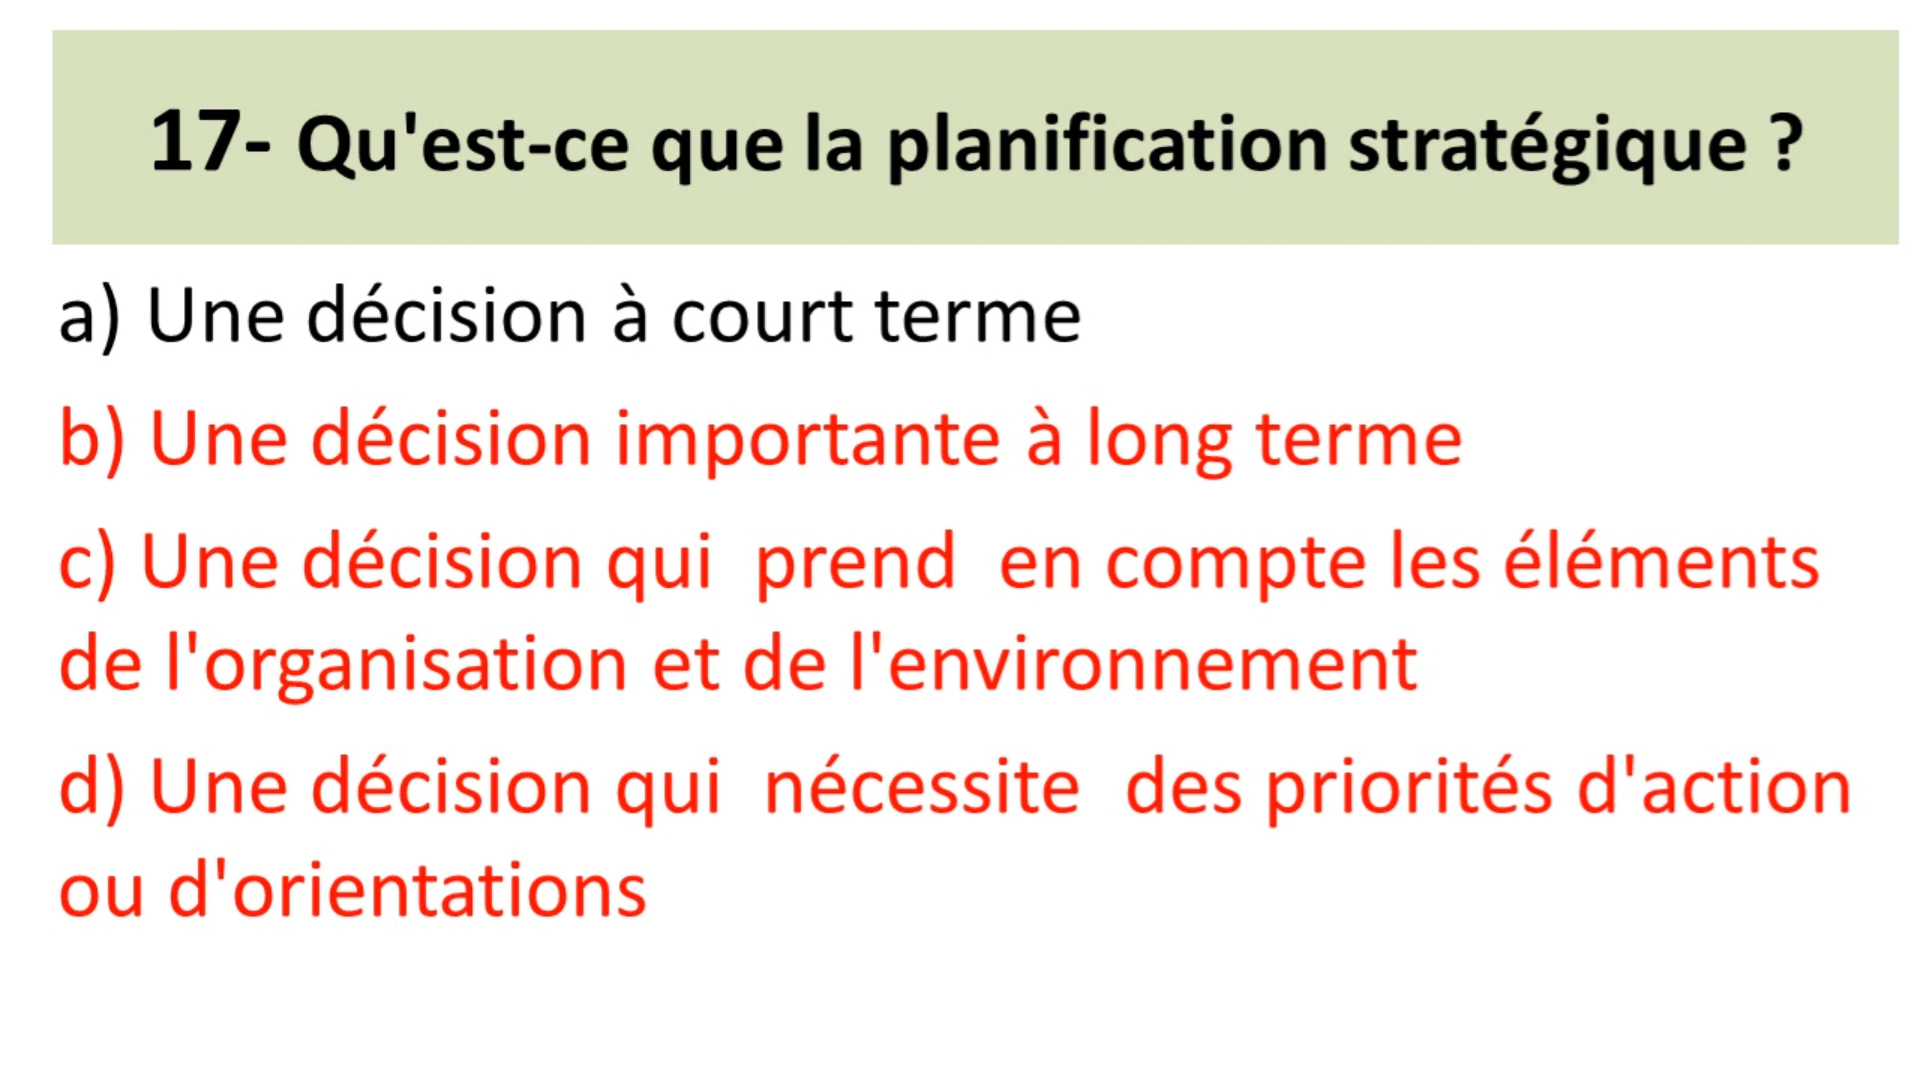 17- Qu'est-ce que la planification stratégique ?
a) Une décision à court terme
b) Une décision importante à long terme
c) Une décision qui prend en compte les éléments
de l'organisation et de l'environnement
d) Une décision qui nécessite des priorités d'action
ou d'orientations